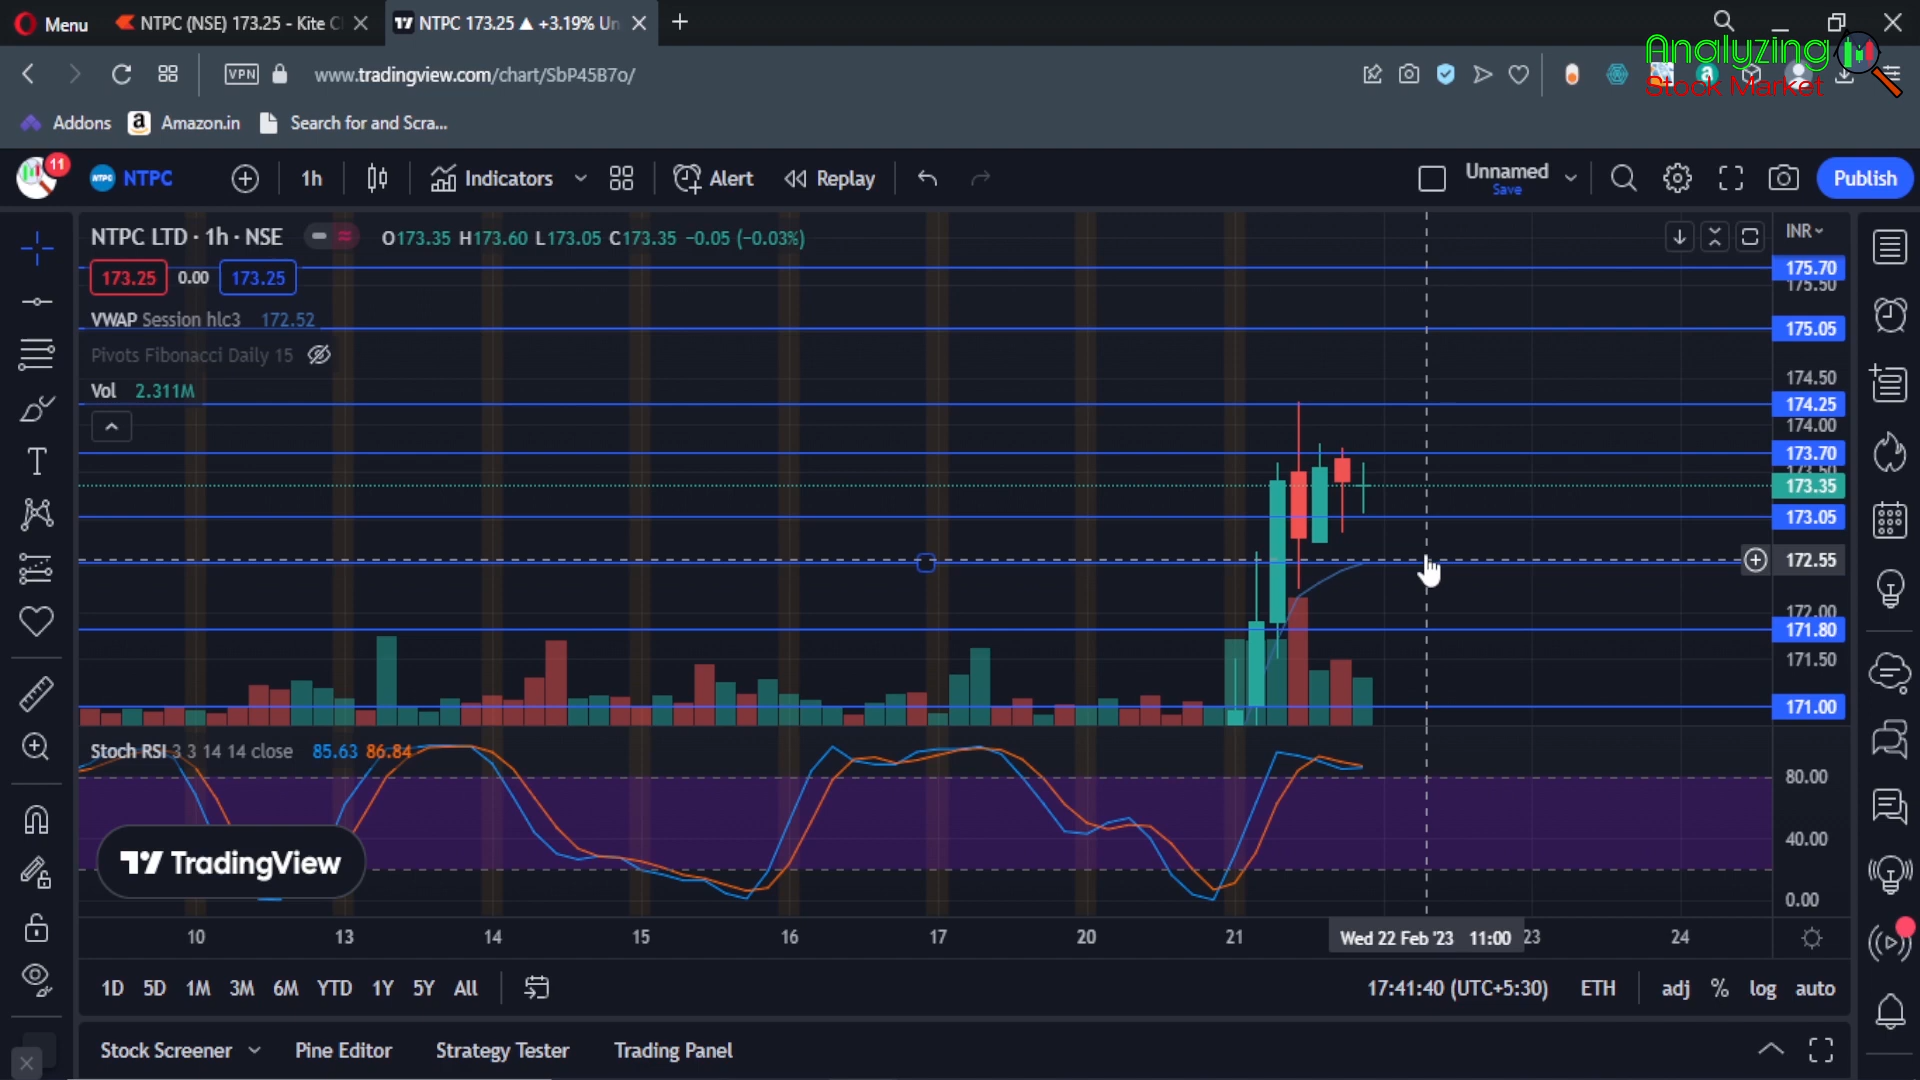 Menu
NTPC (NSE) 173.25 - Kite C
NTPC 173.25 ▲ +3.19% Un
Analyzing
Stock Market
VPN
www.tradingview.com/chart/SbP45B7o/
Addons
Amazon.in
Search for and Scra...
11
NTPC
1h
Indicators
Alert
Replay
Unnamed
Save
Publish
NTPC LTD · 1h · NSE
O173.35 H173.60 L173.05 C173.35 −0.05 (−0.03%)
INR
173.25
0.00
173.25
VWAP Session hlc3 172.52
Pivots Fibonacci Daily 15
Vol 2.311M
175.70
175.50
175.05
174.50
174.25
174.00
173.70
173.50
173.35
173.05
172.55
172.00
171.80
171.50
171.00
Stoch RSI 3 3 14 14 close 85.63 86.84
80.00
40.00
0.00
TradingView
10 13 14 15 16 17 20 21 Wed 22 Feb '23 11:00 23 24
1D 5D 1M 3M 6M YTD 1Y 5Y All
17:41:40 (UTC+5:30) ETH adj % log auto
Stock Screener Pine Editor Strategy Tester Trading Panel